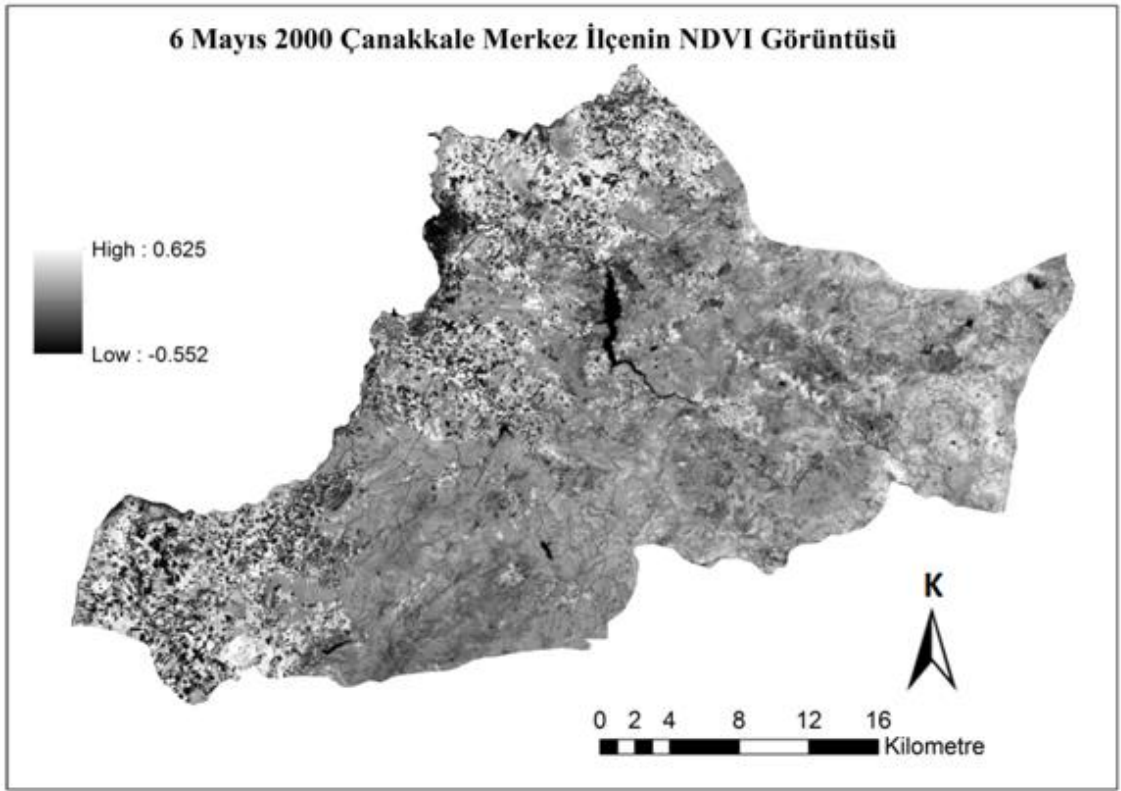 6 Mayıs 2000 Çanakkale Merkez İlçenin NDVI Görüntüsü
High : 0.625
Low : -0.552
K
0 2 4 8 12 16
Kilometre